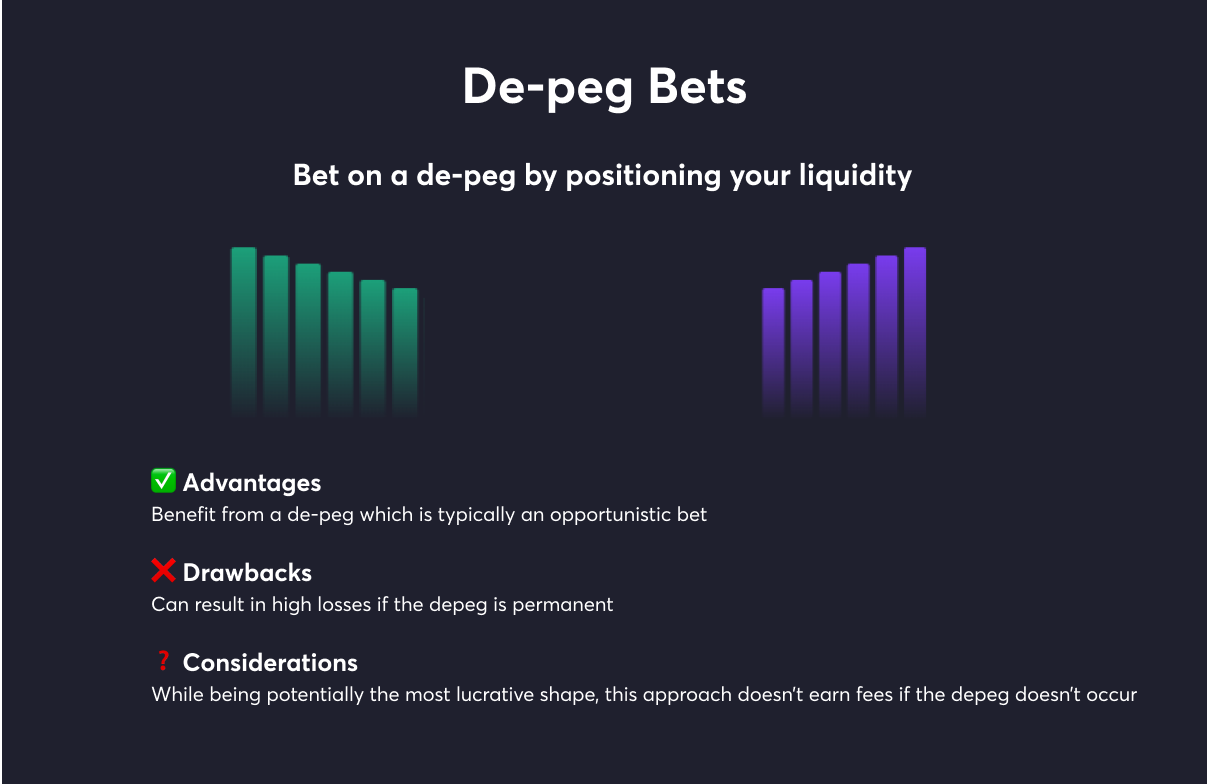 De-peg Bets
Bet on a de-peg by positioning your liquidity
✅ Advantages
Benefit from a de-peg which is typically an opportunistic bet
❌ Drawbacks
Can result in high losses if the depeg is permanent
❓ Considerations
While being potentially the most lucrative shape, this approach doesn't earn fees if the depeg doesn't occur